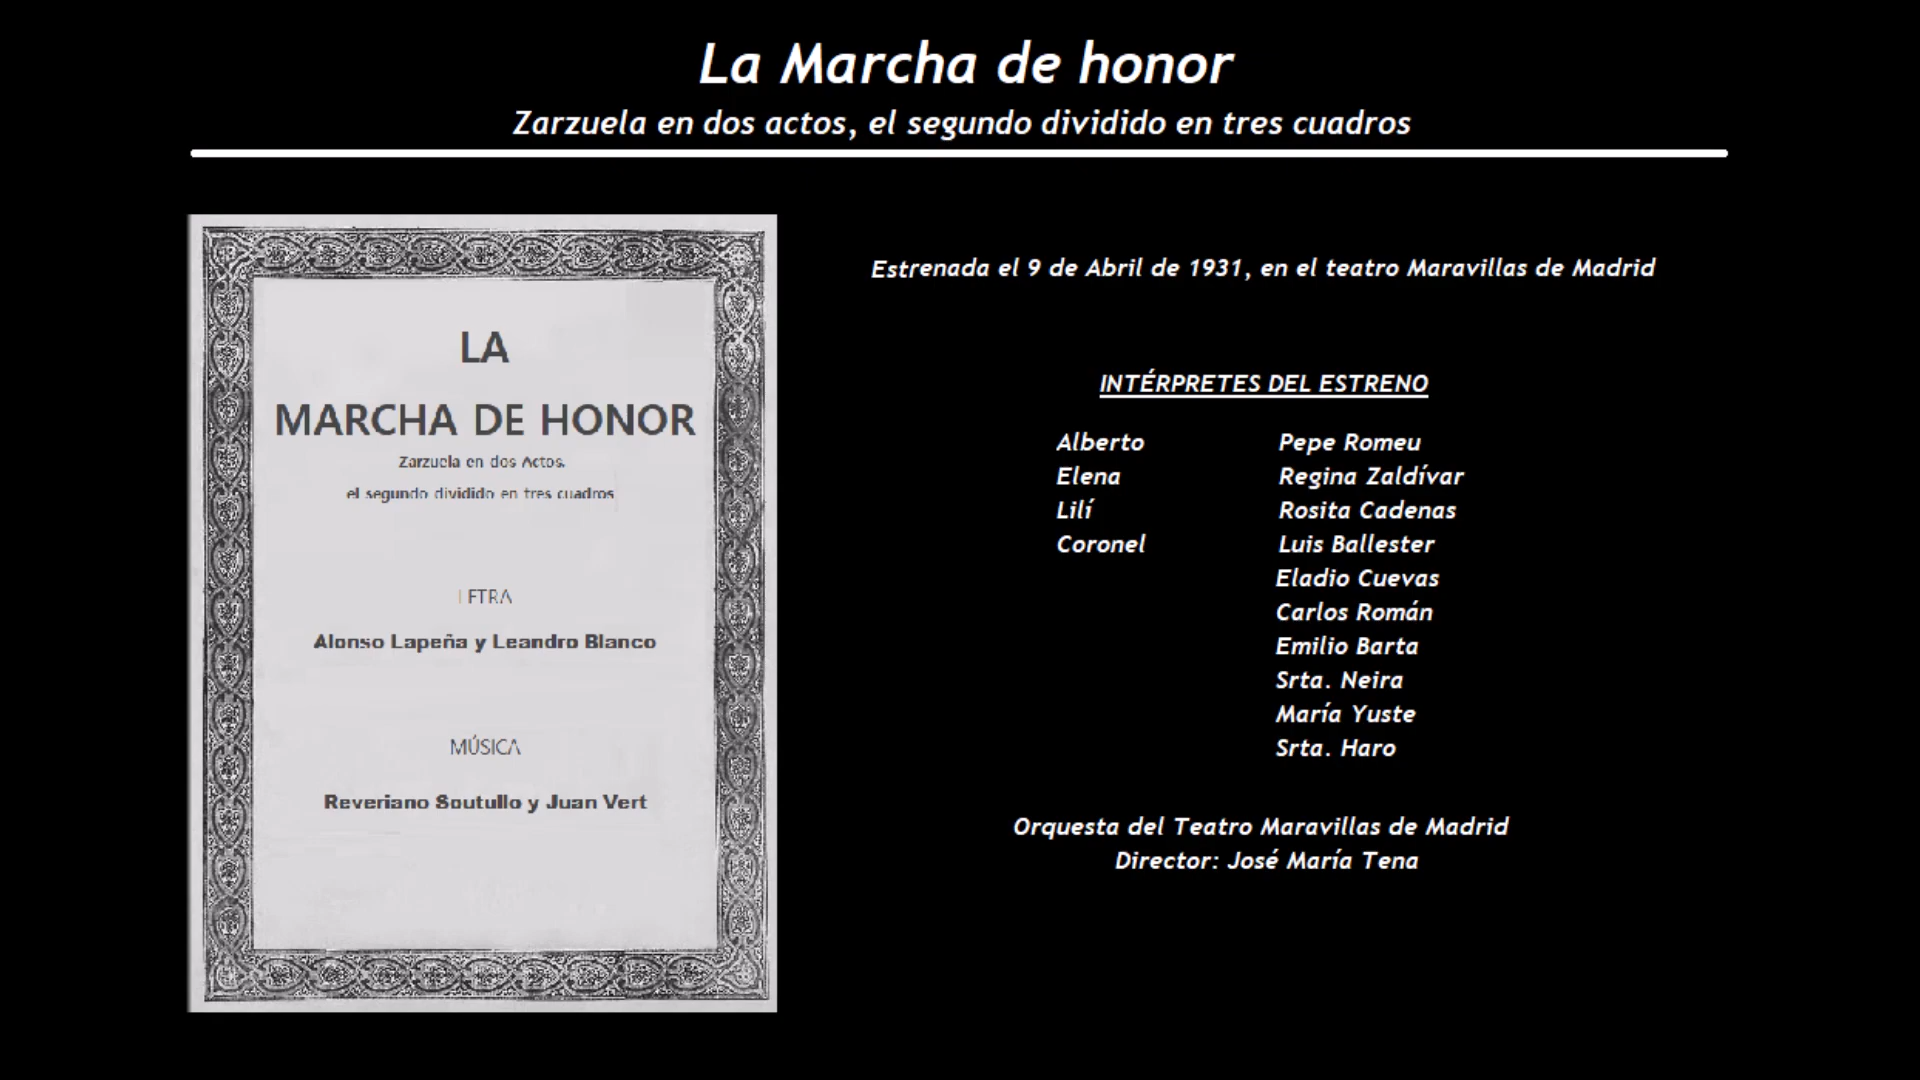 La Marcha de honor
Zarzuela en dos actos, el segundo dividido en tres cuadros
LA
MARCHA DE HONOR
Zarzuela en dos Actos.
el segundo dividido en tres cuadros
LETRA
Alonso Lapeña y Leandro Blanco
MÚSICA
Reveriano Soutullo y Juan Vert
Estrenada el 9 de Abril de 1931, en el teatro Maravillas de Madrid
INTÉRPRETES DEL ESTRENO
Alberto Pepe Romeu
Elena Regina Zaldívar
Lilí Rosita Cadenas
Coronel Luis Ballester
Eladio Cuevas
Carlos Román
Emilio Barta
Srta. Neira
María Yuste
Srta. Haro
Orquesta del Teatro Maravillas de Madrid
Director: José María Tena